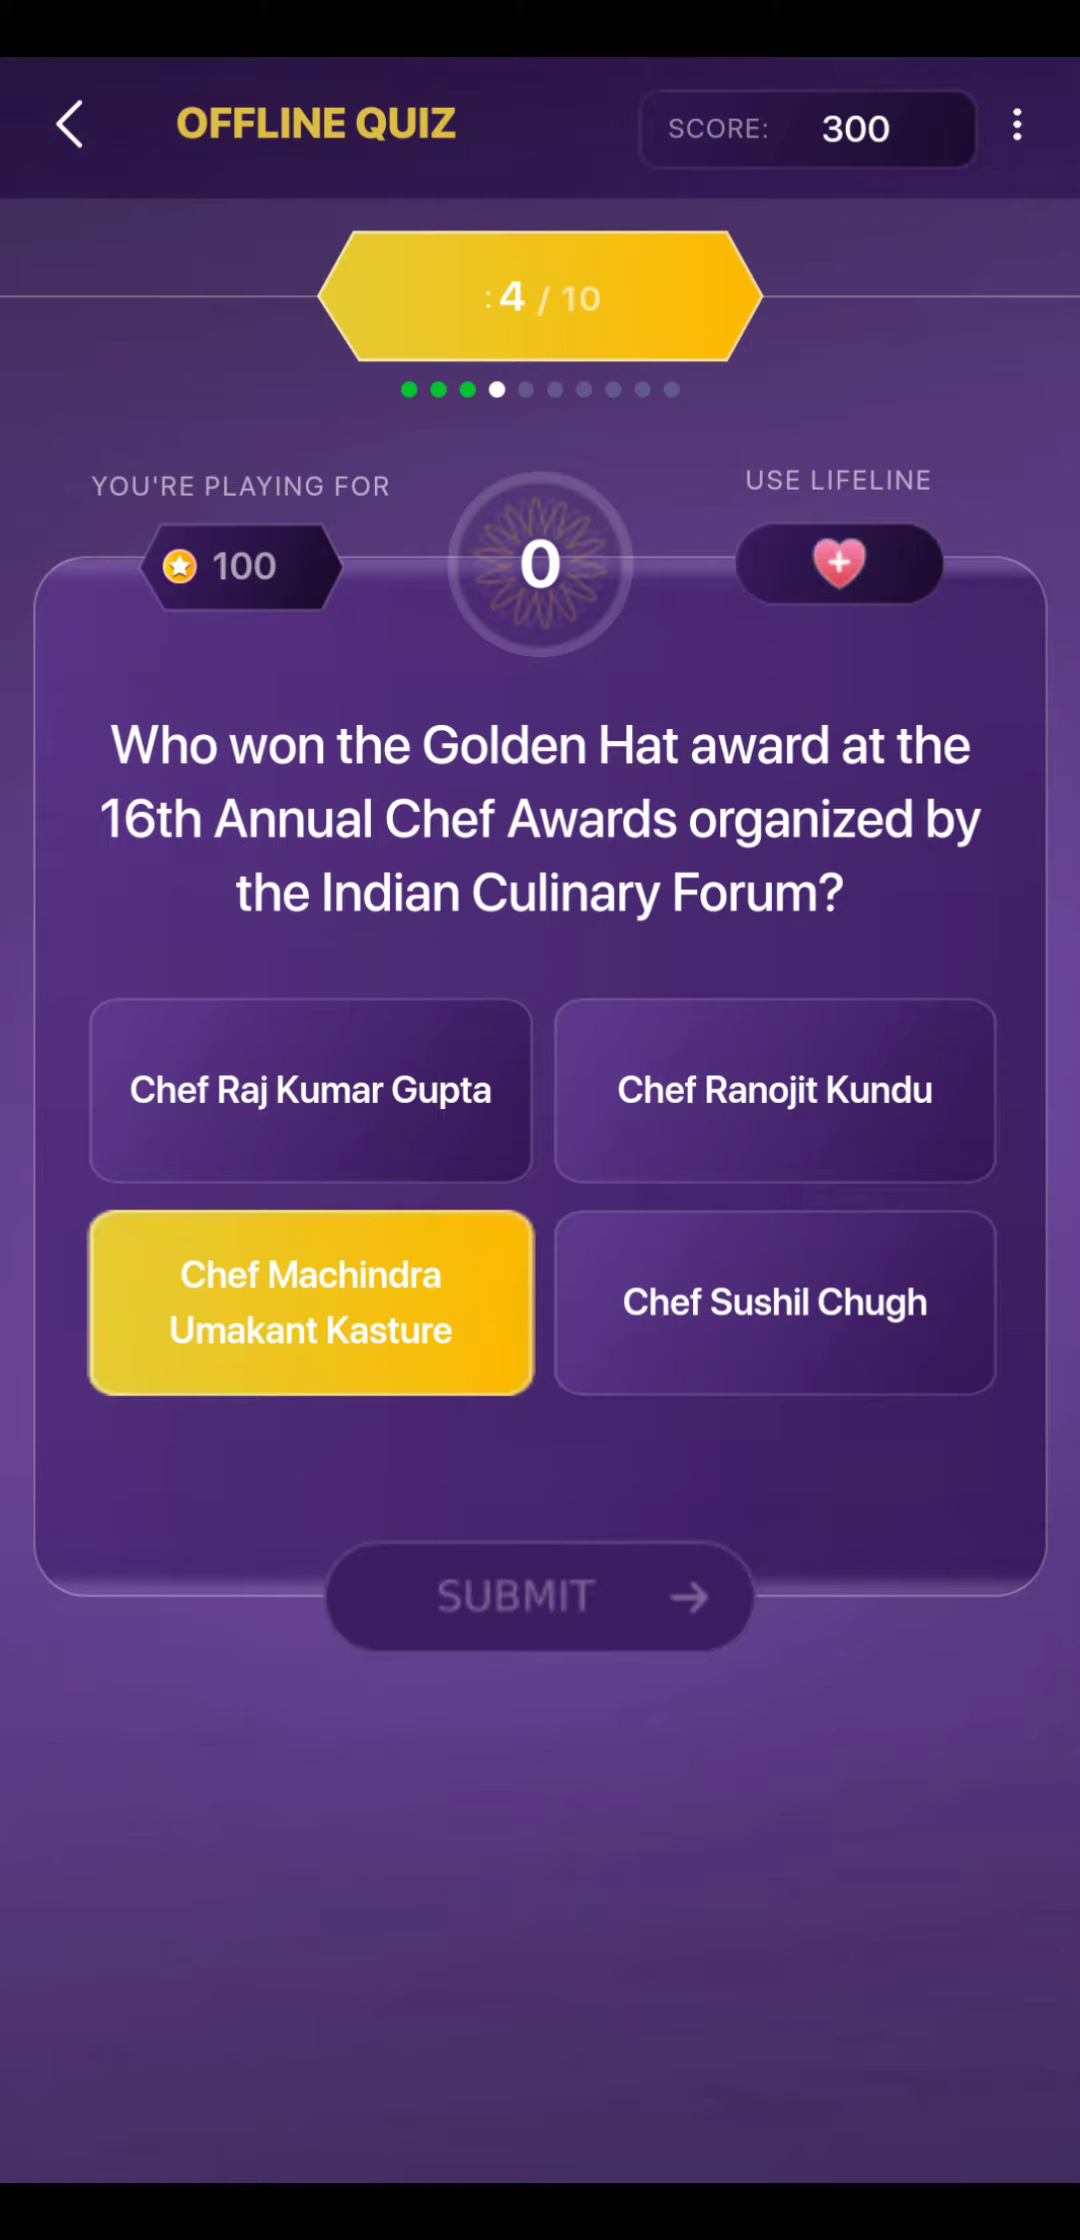 OFFLINE QUIZ
SCORE: 300
: 4 / 10
YOU'RE PLAYING FOR
100
0
USE LIFELINE
Who won the Golden Hat award at the
16th Annual Chef Awards organized by
the Indian Culinary Forum?
Chef Raj Kumar Gupta
Chef Ranojit Kundu
Chef Machindra
Umakant Kasture
Chef Sushil Chugh
SUBMIT